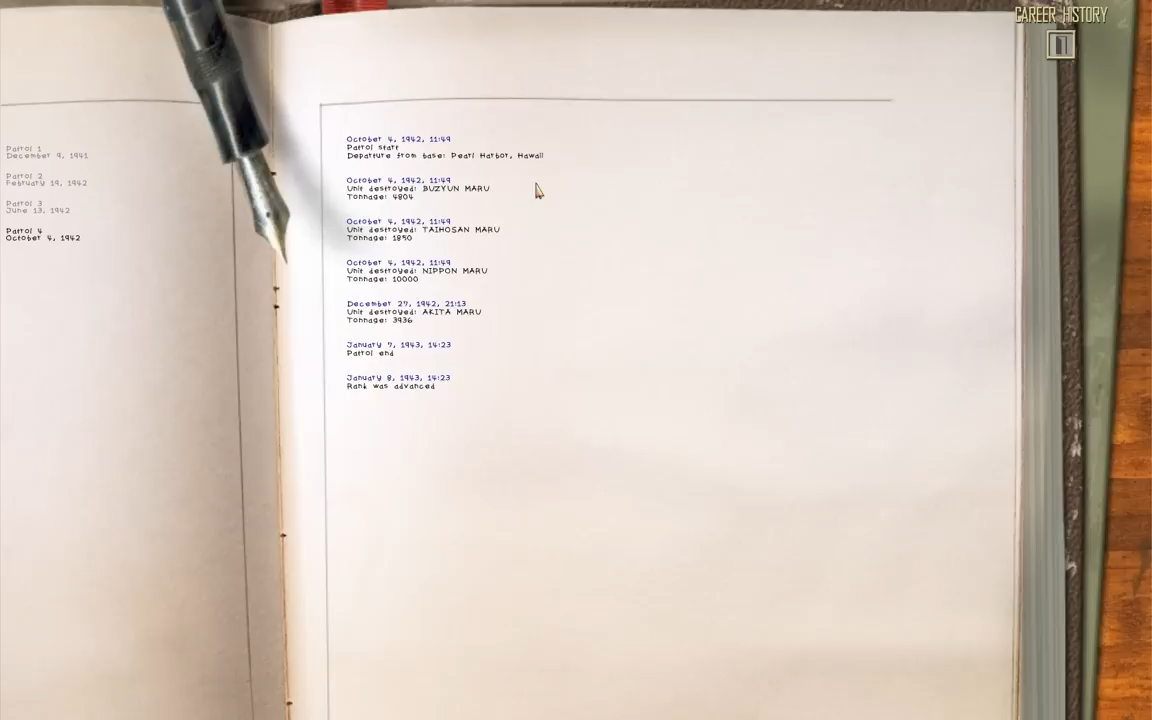 CAREER HISTORY
Patrol 1
December 9, 1941
Patrol 2
February 19, 1942
Patrol 3
June 13, 1942
Patrol 4
October 4, 1942
October 4, 1942, 11:49
Patrol start
Departure from base: Pearl Harbor, Hawaii
October 4, 1942, 11:49
Unit destroyed: BUZYUN MARU
Tonnage: 4804
October 4, 1942, 11:49
Unit destroyed: TAIHOSAN MARU
Tonnage: 1850
October 4, 1942, 11:49
Unit destroyed: NIPPON MARU
Tonnage: 10000
December 27, 1942, 21:13
Unit destroyed: AKITA MARU
Tonnage: 3936
January 7, 1943, 14:23
Patrol end
January 8, 1943, 14:23
Rank was advanced